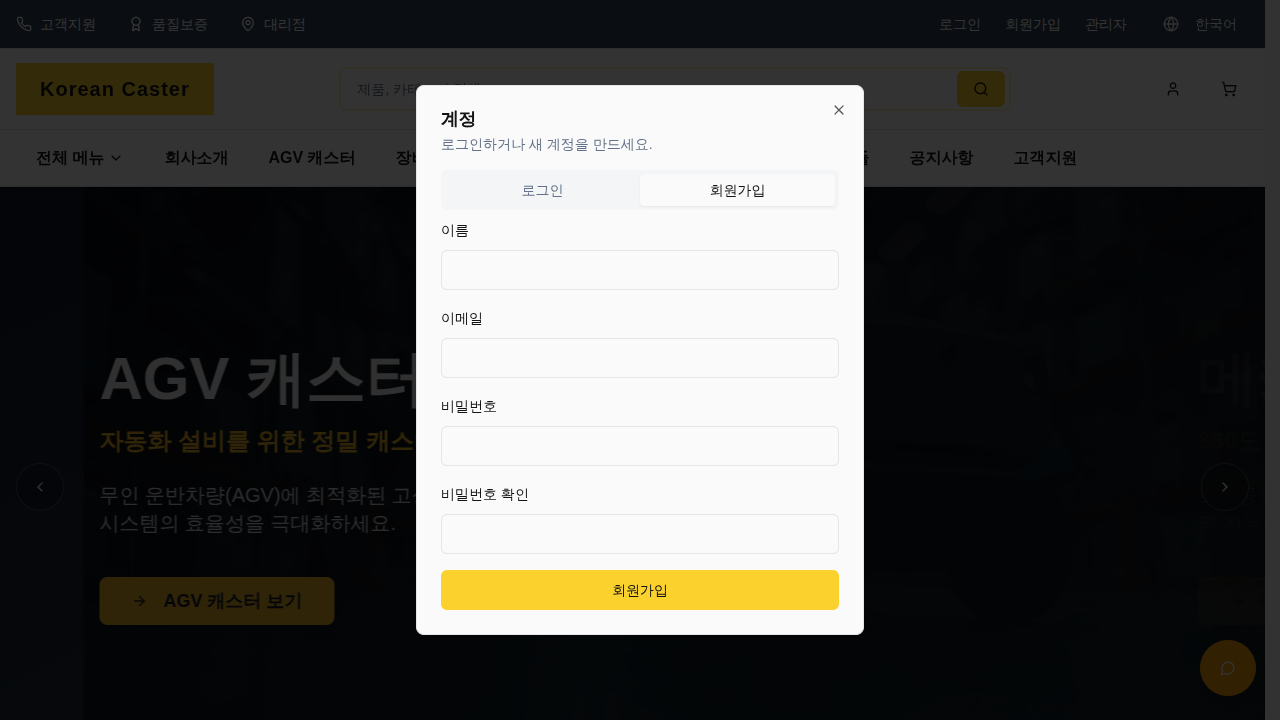 고객지원
품질보증
대리점
로그인
회원가입
관리자
한국어
Korean Caster
제품, 카
전체 메뉴
회사소개
AGV 캐스터
공지사항
고객지원
계정
로그인하거나 새 계정을 만드세요.
로그인
회원가입
이름
이메일
비밀번호
비밀번호 확인
회원가입
AGV 캐스터
자동화 설비를 위한 정밀 캐스
무인 운반차량(AGV)에 최적화된 고
시스템의 효율성을 극대화하세요.
AGV 캐스터 보기